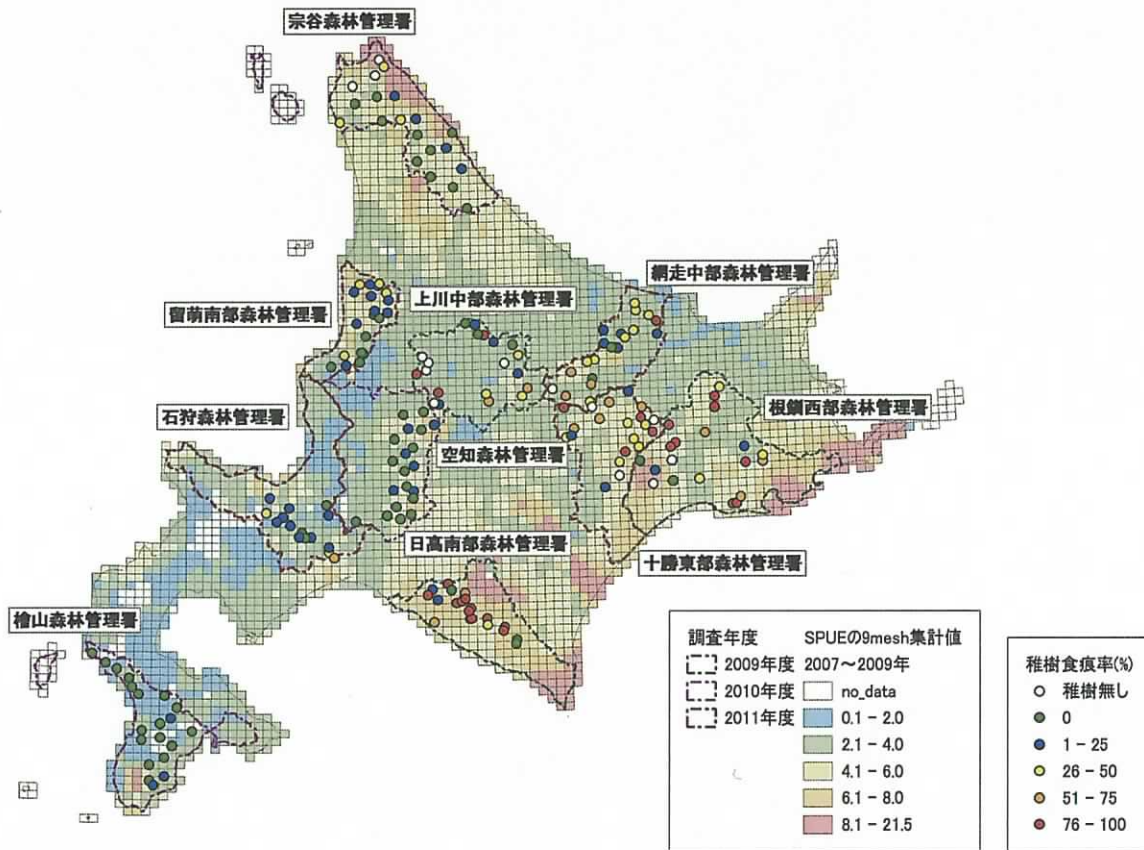 宗谷森林管理署
網走中部森林管理署
上川中部森林管理署
留萌南部森林管理署
根釧西部森林管理署
石狩森林管理署
空知森林管理署
日高南部森林管理署
十勝東部森林管理署
檜山森林管理署
調査年度
2009年度
2010年度
2011年度
SPUEの9mesh集計値
2007～2009年
no_data
0.1 - 2.0
2.1 - 4.0
4.1 - 6.0
6.1 - 8.0
8.1 - 21.5
稚樹食痕率(%)
稚樹無し
0
1 - 25
26 - 50
51 - 75
76 - 100